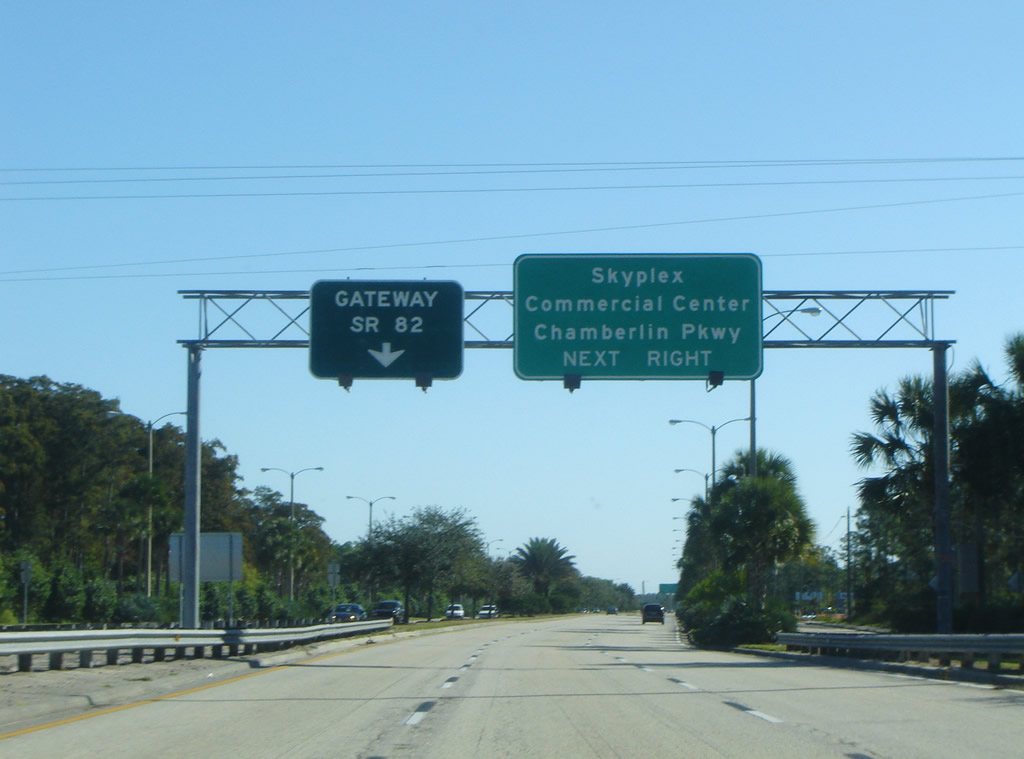 GATEWAY
SR 82
Skyplex
Commercial Center
Chamberlin Pkwy
NEXT RIGHT